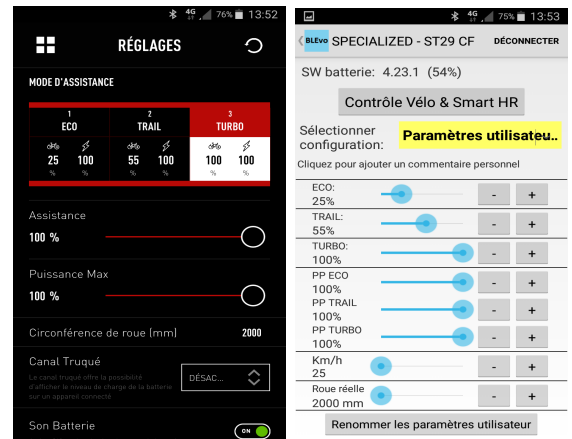 4G 76% 13:52
RÉGLAGES
MODE D'ASSISTANCE
1 2 3
ECO TRAIL TURBO
25 100 55 100 100 100
% % % % % %
Assistance
100 %
Puissance Max
100 %
Circonférence de roue (mm) 2000
Canal Truqué
Le canal truqué offre la possibilité
d'afficher le niveau de charge de la batterie
sur un appareil connecté
DÉSAC...
Son Batterie
ON
4G 75% 13:53
BLEvo SPECIALIZED - ST29 CF DÉCONNECTER
SW batterie: 4.23.1 (54%)
Contrôle Vélo & Smart HR
Sélectionner
configuration:
Paramètres utilisateu..
Cliquez pour ajouter un commentaire personnel
ECO:
25% - +
TRAIL:
55% - +
TURBO:
100% - +
PP ECO
100% - +
PP TRAIL
100% - +
PP TURBO
100% - +
Km/h
25 - +
Roue réelle
2000 mm - +
Renommer les paramètres utilisateur